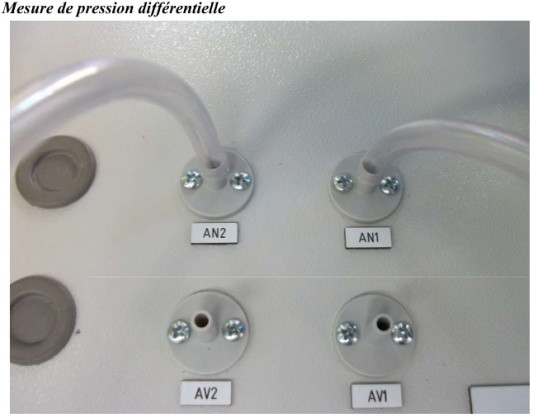 Mesure de pression différentielle
AN2 AN1
AV2 AV1